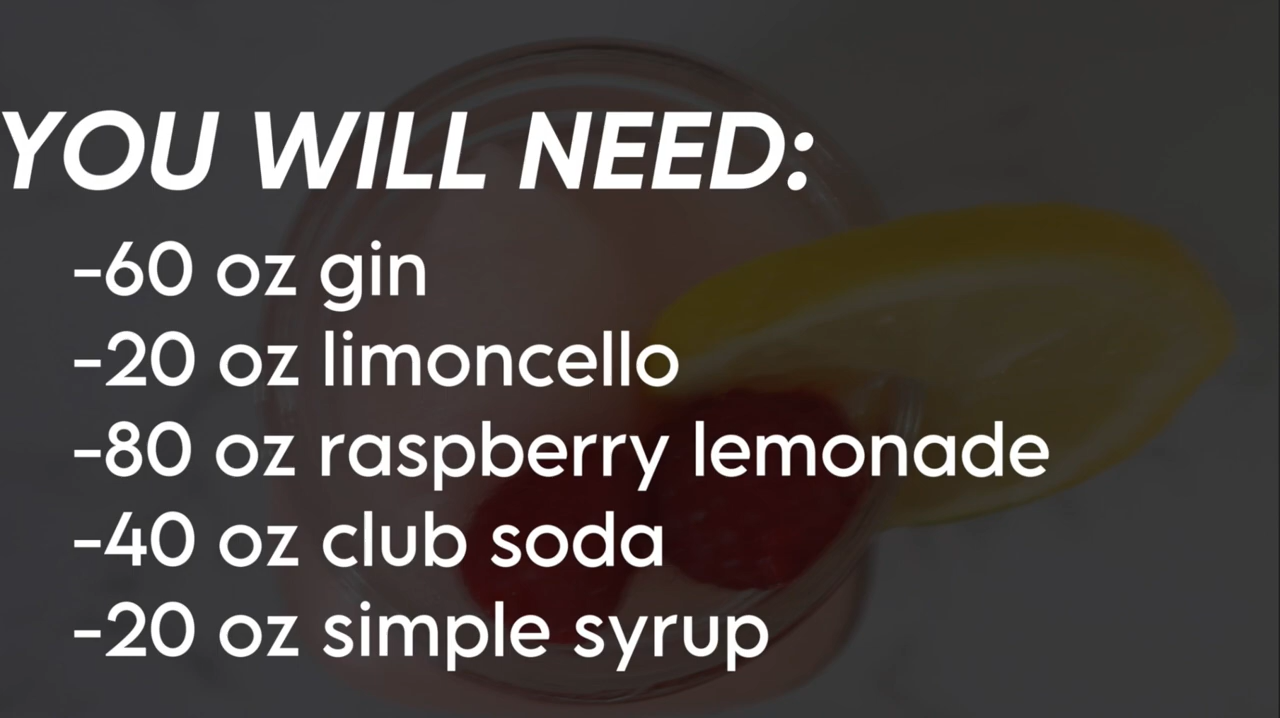 YOU WILL NEED:
-60 oz gin
-20 oz limoncello
-80 oz raspberry lemonade
-40 oz club soda
-20 oz simple syrup